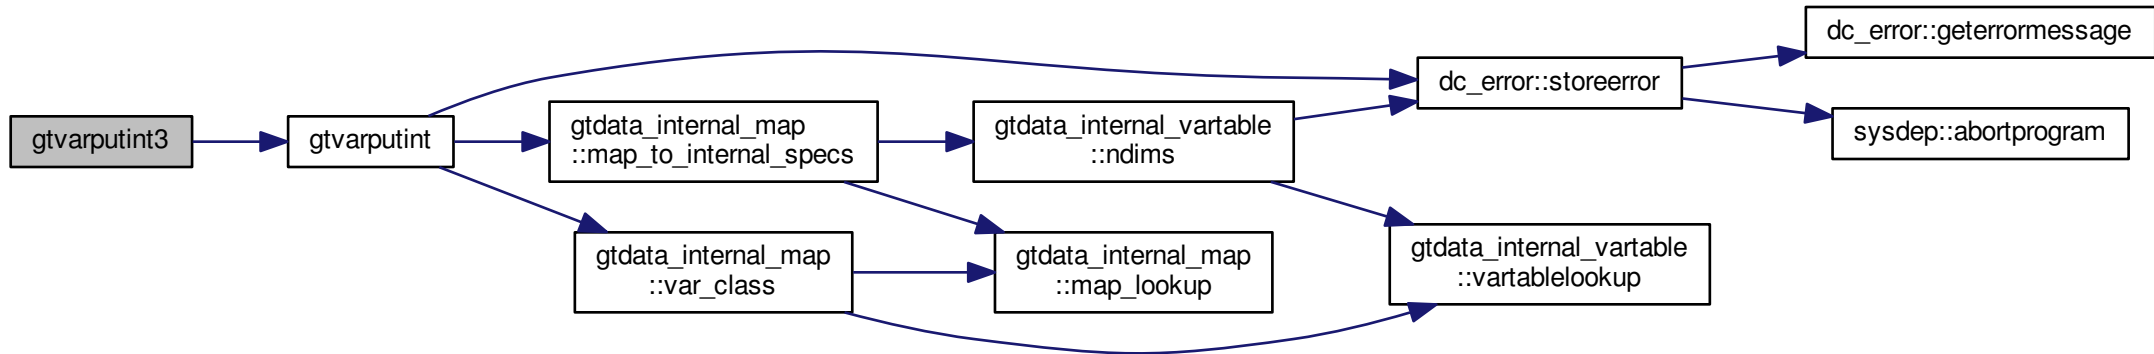 gtvarputint3
gtvarputint
gtdata_internal_map
::map_to_internal_specs
gtdata_internal_map
::var_class
gtdata_internal_vartable
::ndims
gtdata_internal_map
::map_lookup
dc_error::storeerror
gtdata_internal_vartable
::vartablelookup
dc_error::geterrormessage
sysdep::abortprogram